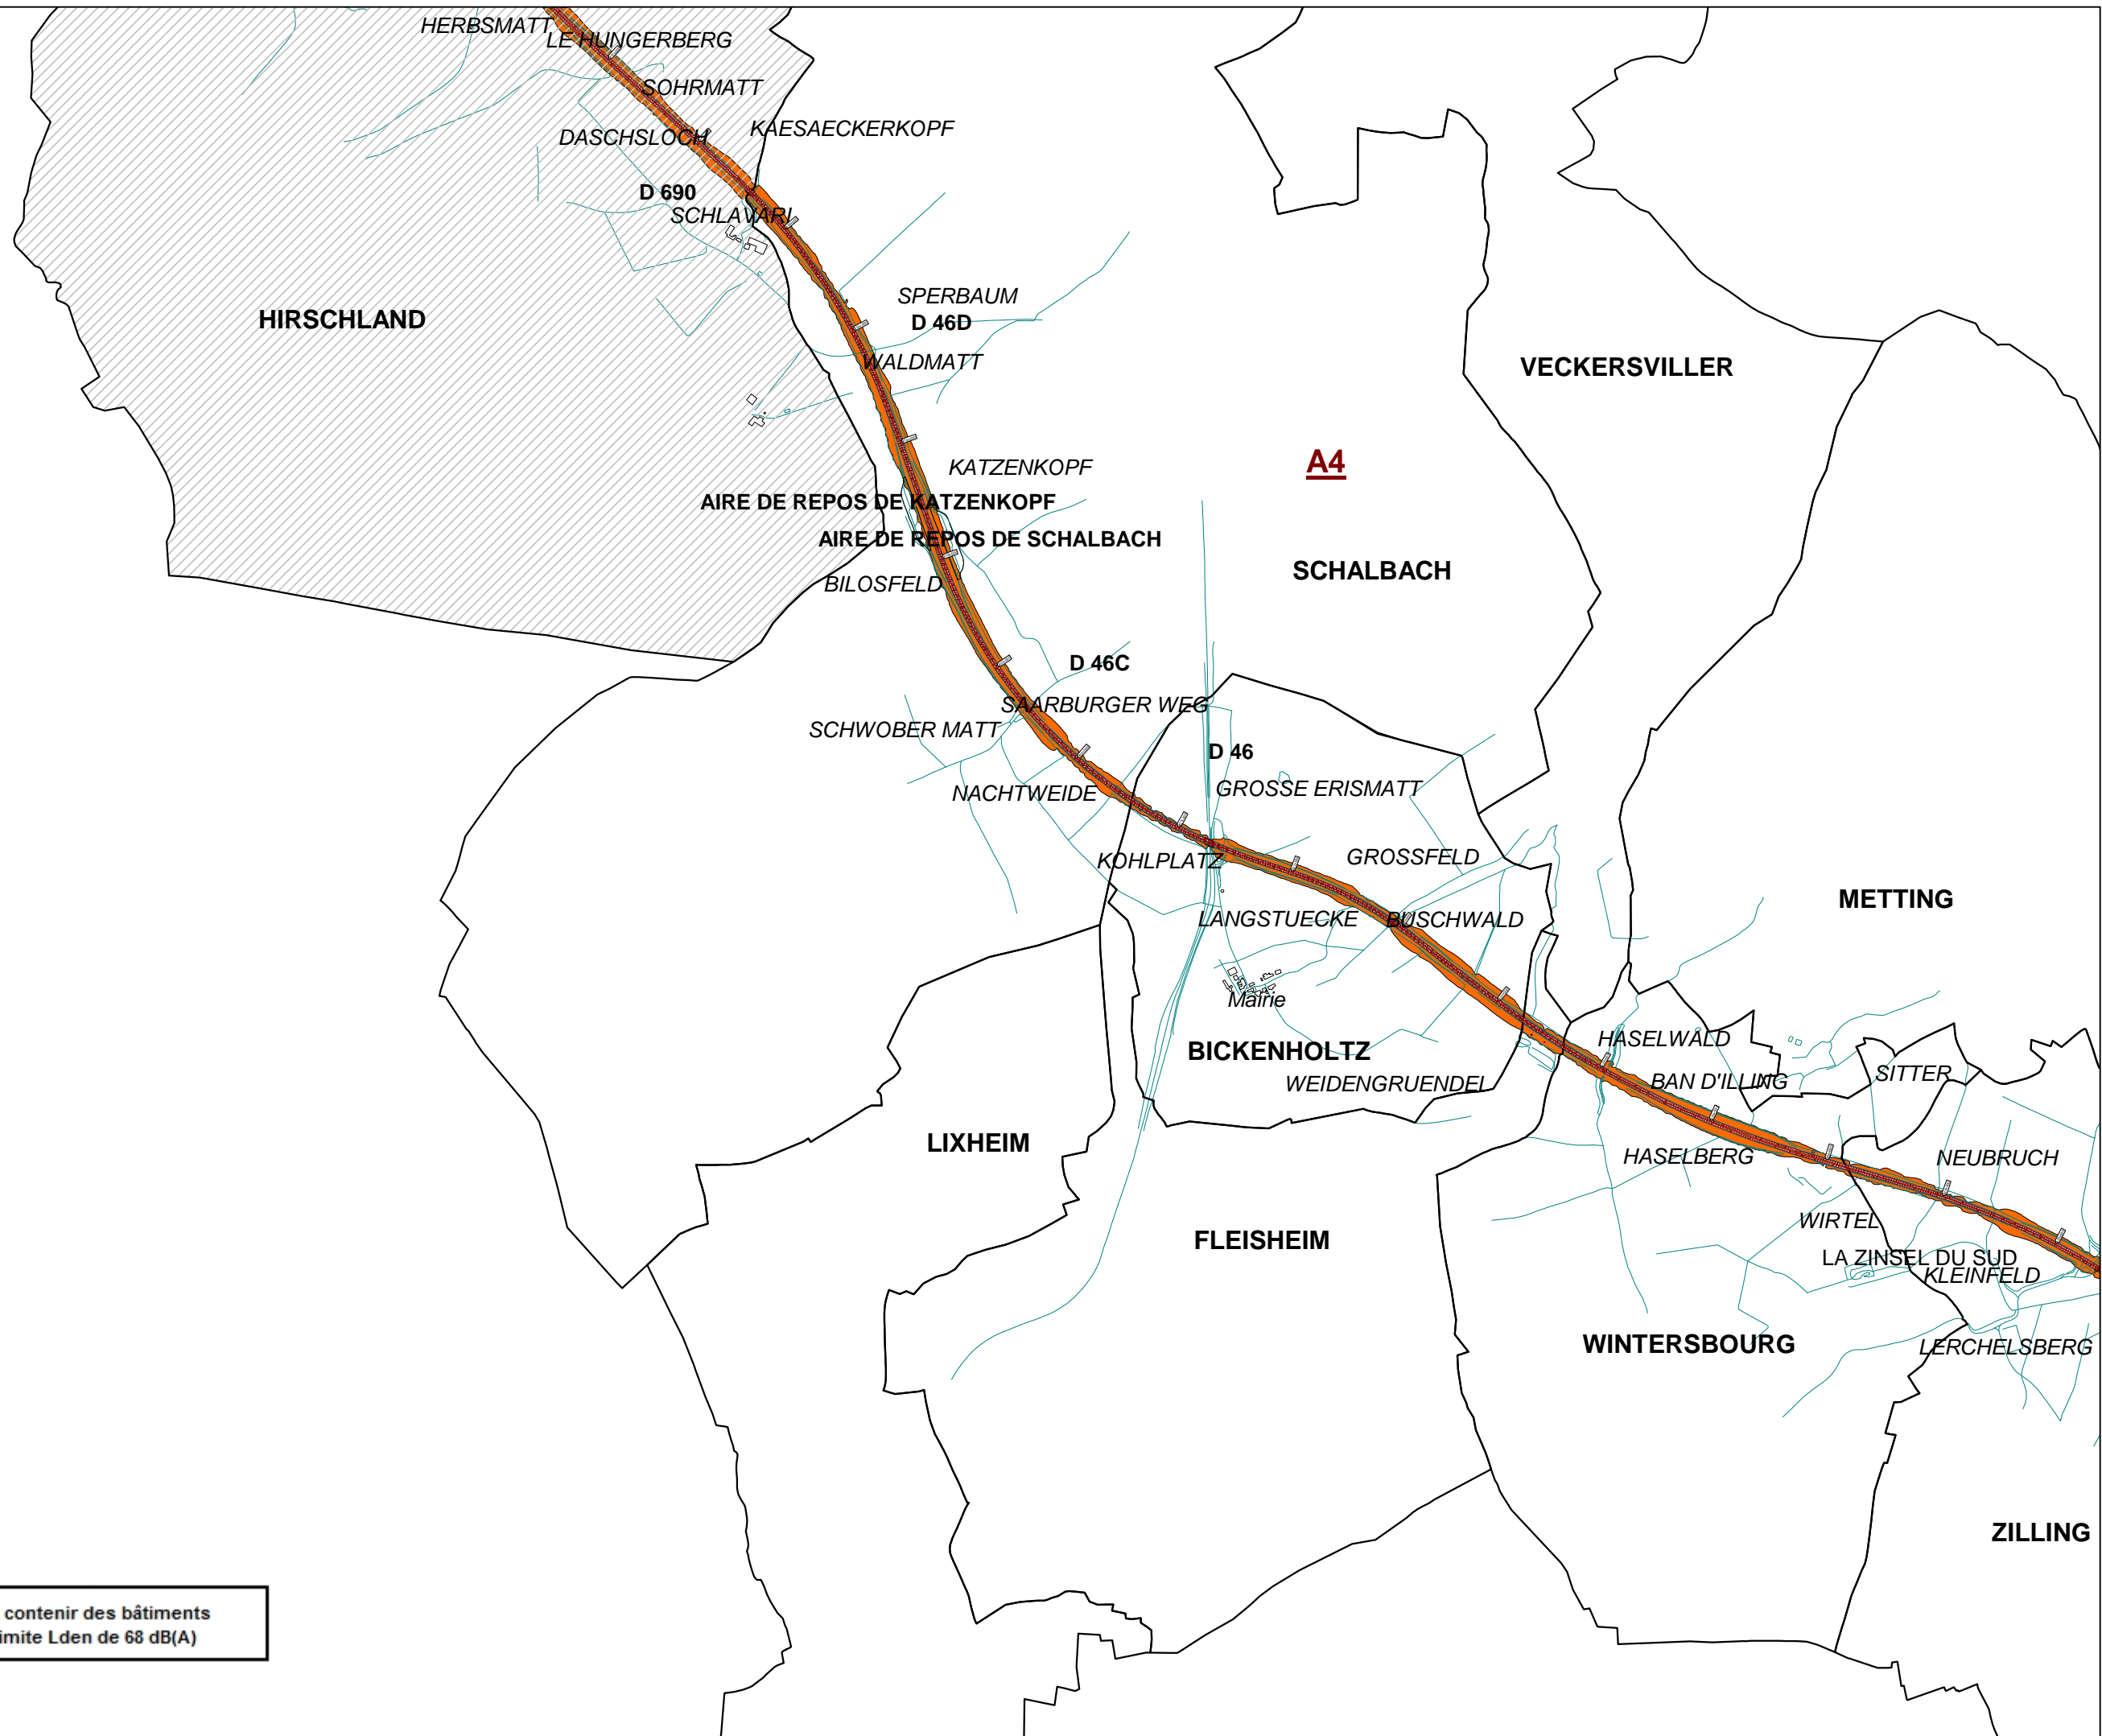 HERBSMATT
LE HUNGERBERG
SOHRMATT
KAESAECKERKOPF
DASCHSLOCH
D 690
SCHLAVARI
SPERBAUM
HIRSCHLAND
D 46D
WALDMATT
VECKERSVILLER
A4
KATZENKOPF
AIRE DE REPOS DE KATZENKOPF
AIRE DE REPOS DE SCHALBACH
SCHALBACH
BILOSFELD
D 46C
SAARBURGER WEG
SCHWOBER MATT
D 46
GROSSE ERISMATT
NACHTWEIDE
GROSSFELD
KOHLPLATZ
METTING
LANGSTUECKE
BUSCHWALD
Mairie
HASELWALD
BICKENHOLTZ
SITTER
BAN D'ILLING
WEIDENGRUENDEL
LIXHEIM
HASELBERG
NEUBRUCH
WIRTEL
FLEISHEIM
LA ZINSEL DU SUD
KLEINFELD
WINTERSBOURG
LERCHELSBERG
ZILLING
contenir des bâtiments
imite Lden de 68 dB(A)